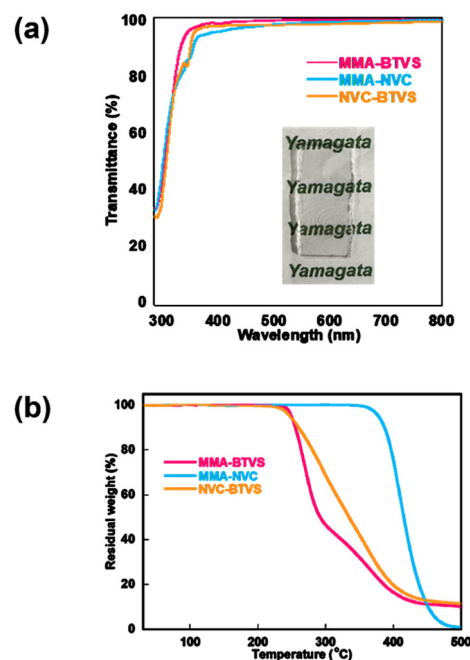 (a)
100
80
60
40
20
0
Transmittance (%)
MMA-BTVS
MMA-NVC
NVC-BTVS
Yamagata
Yamagata
Yamagata
Yamagata
300 400 500 600 700 800
Wavelength (nm)
(b)
100
80
60
40
20
0
Residual weight (%)
MMA-BTVS
MMA-NVC
NVC-BTVS
100 200 300 400 500
Temperature (°C)